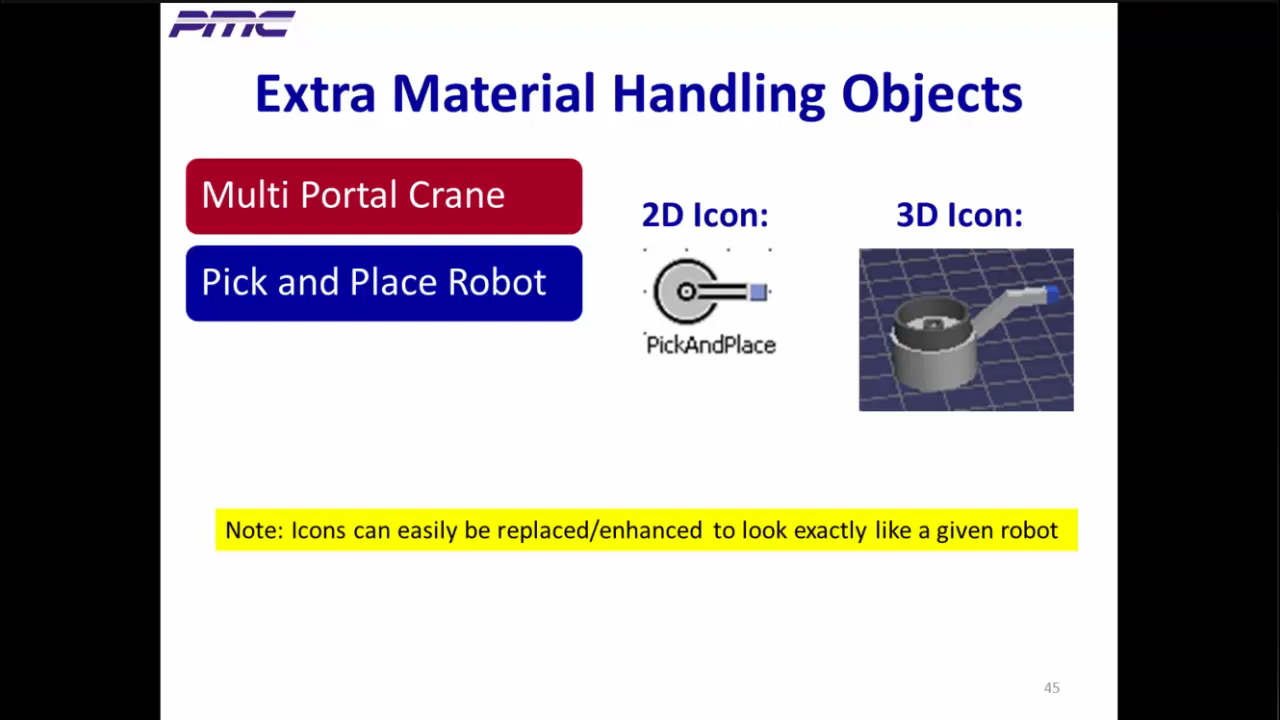 PMC
Extra Material Handling Objects
Multi Portal Crane
Pick and Place Robot
2D Icon:
3D Icon:
PickAndPlace
Note: Icons can easily be replaced/enhanced to look exactly like a given robot
45